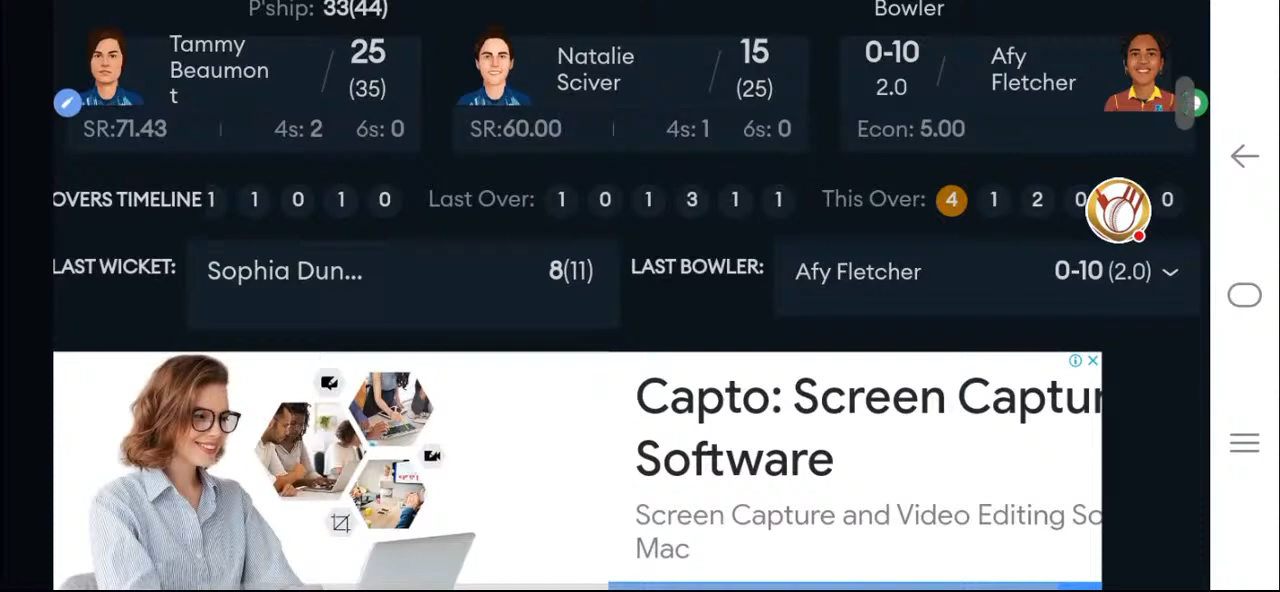 P'ship: 33(44)
Bowler
Tammy
Beaumon
t
25
(35)
SR:71.43
4s: 2
6s: 0
Natalie
Sciver
15
(25)
SR:60.00
4s: 1
6s: 0
0-10
2.0
Afy
Fletcher
Econ: 5.00
OVERS TIMELINE 1 1 0 1 0 Last Over: 1 0 1 3 1 1 This Over: 4 1 2 0 0
LAST WICKET: Sophia Dun... 8(11) LAST BOWLER: Afy Fletcher 0-10 (2.0)
Capto: Screen Captur
Software
Screen Capture and Video Editing So
Mac